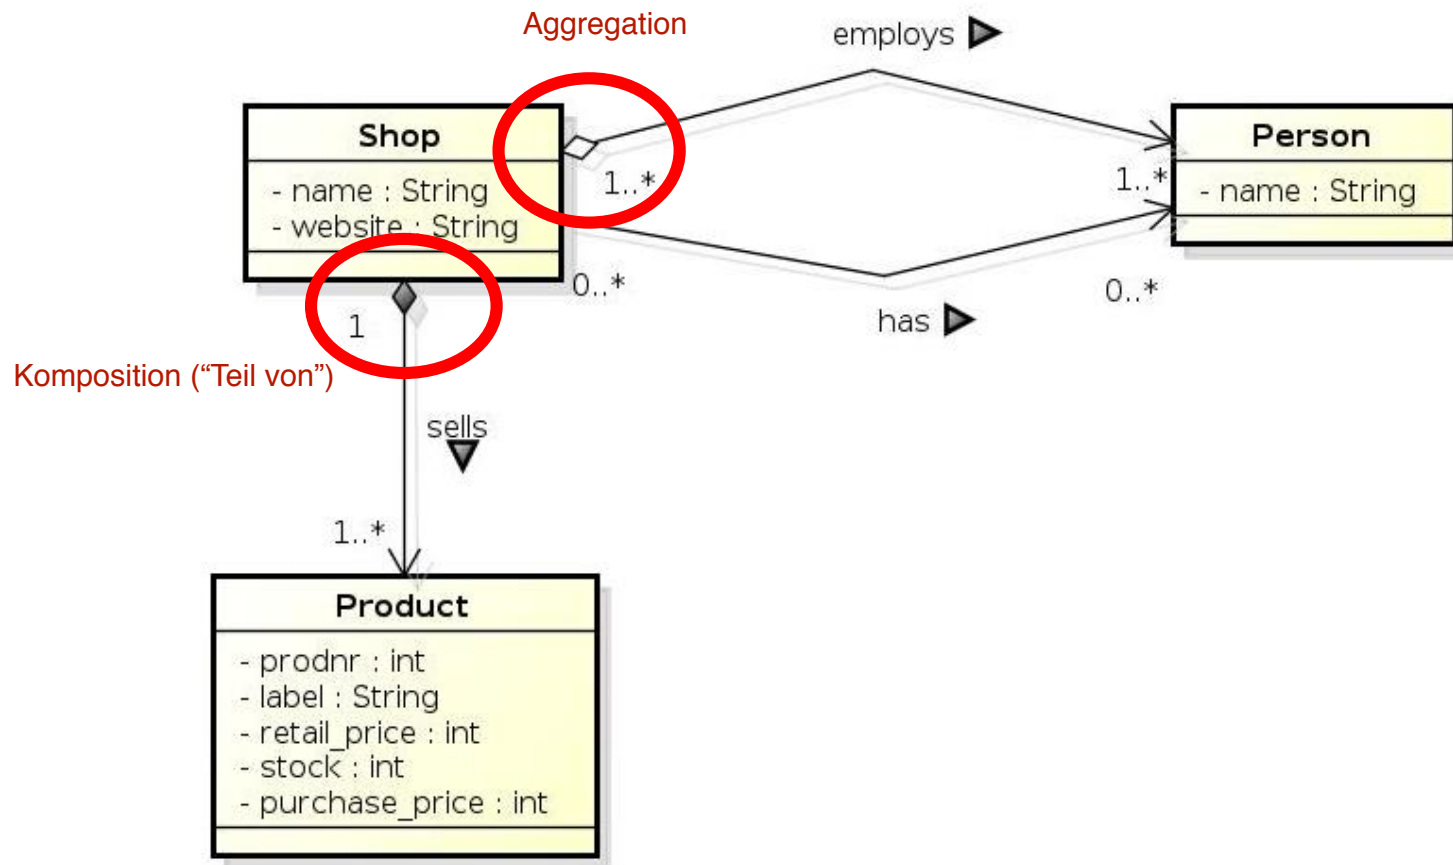 Aggregation
employs
Shop
- name : String
- website : String
1..*
1..*
Person
- name : String
0..*
0..*
has
1
Komposition (“Teil von”)
sells
1..*
Product
- prodnr : int
- label : String
- retail_price : int
- stock : int
- purchase_price : int